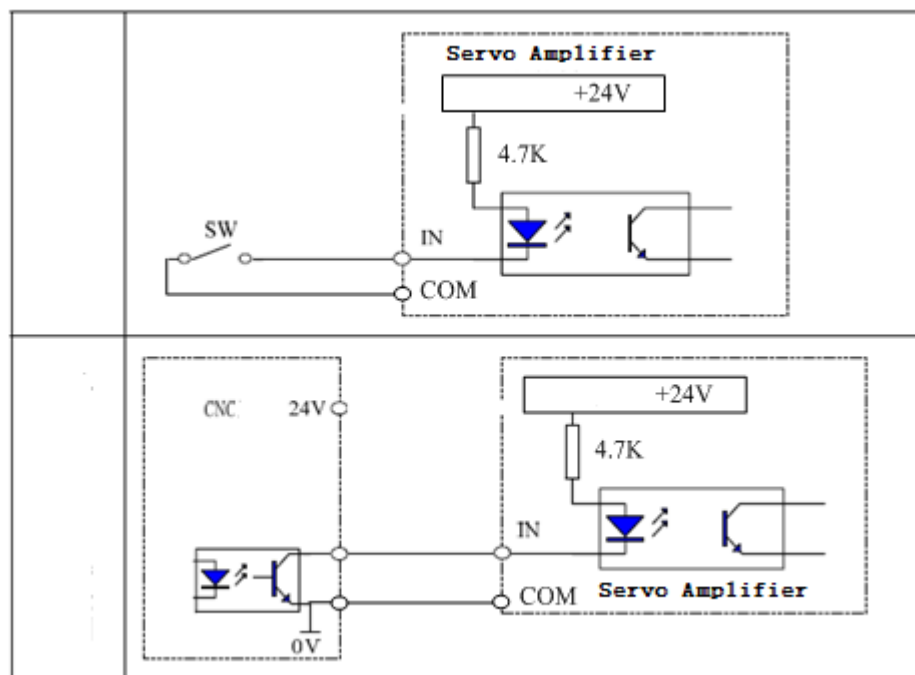 Servo Amplifier
+24V
4.7K
SW
IN
COM
CNC
24V
+24V
4.7K
IN
COM
Servo Amplifier
0V